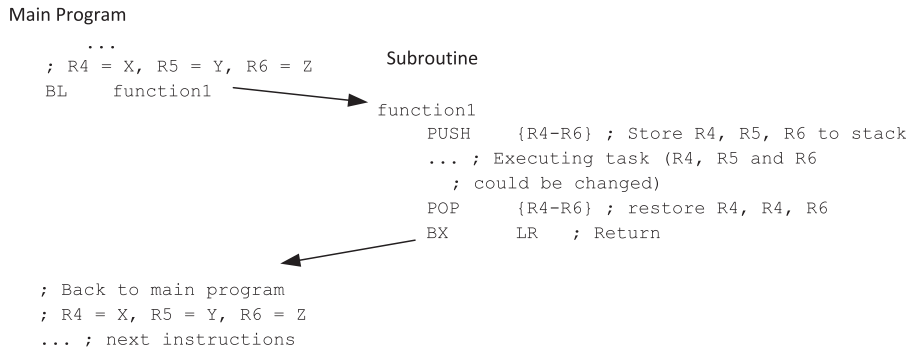 Main Program
...
; R4 = X, R5 = Y, R6 = Z
BL function1
Subroutine
function1
PUSH {R4-R6} ; Store R4, R5, R6 to stack
... ; Executing task (R4, R5 and R6
; could be changed)
POP {R4-R6} ; restore R4, R4, R6
BX LR ; Return
; Back to main program
; R4 = X, R5 = Y, R6 = Z
... ; next instructions